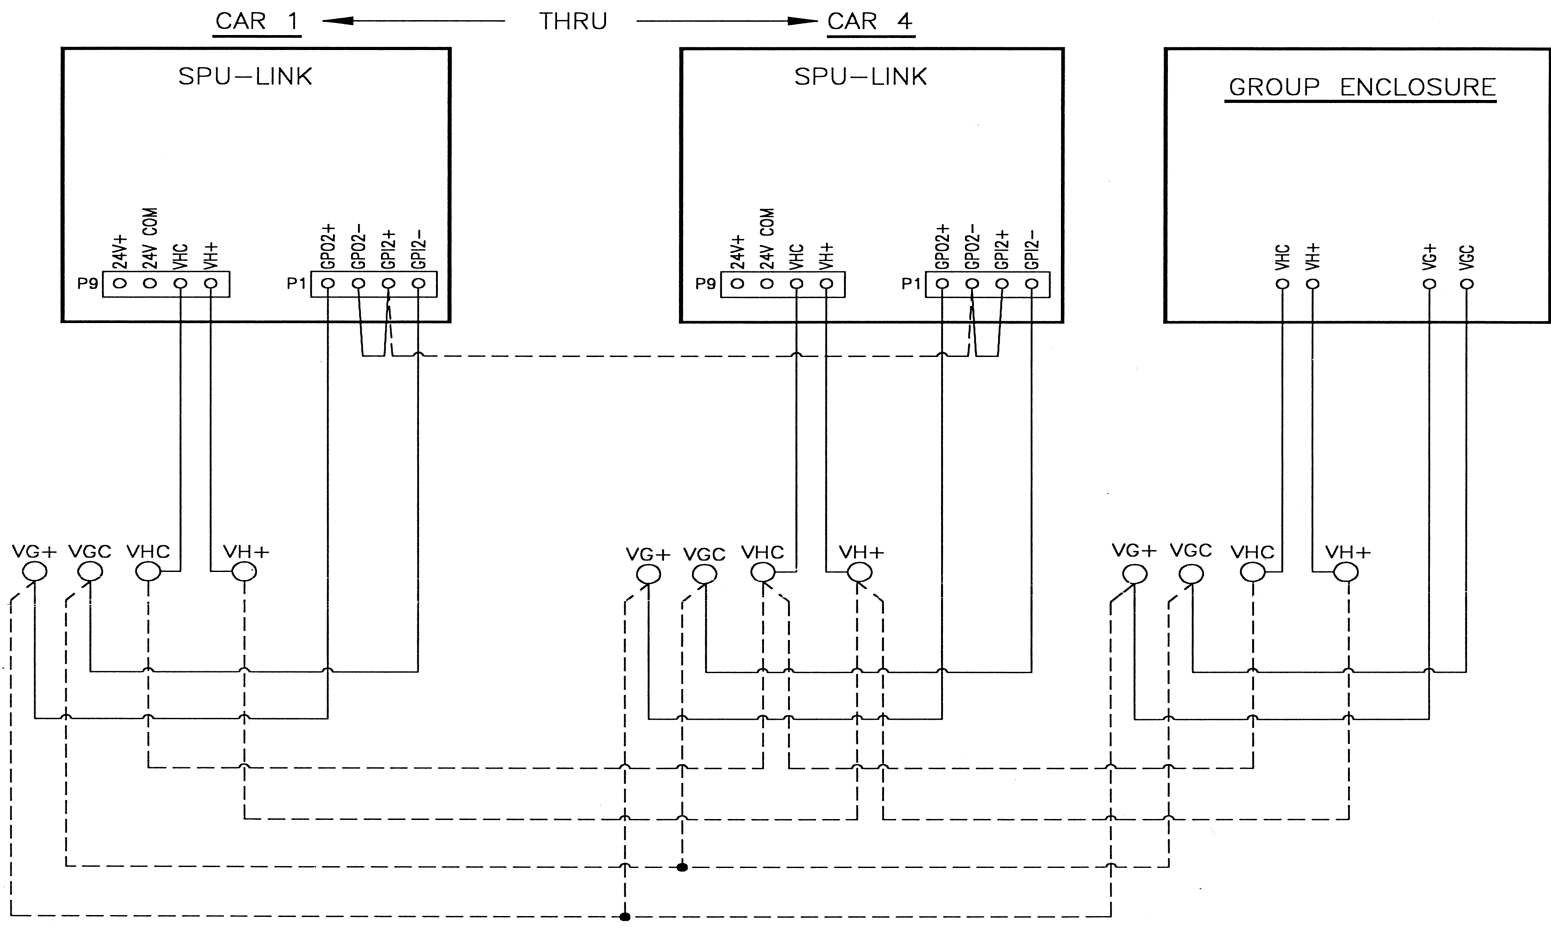 CAR 1 THRU CAR 4
SPU-LINK
SPU-LINK
GROUP ENCLOSURE
P9 24V+ 24V COM VHC VH+
P1 GPO2+ GPO2- GPI2+ GPI2-
P9 24V+ 24V COM VHC VH+
P1 GPO2+ GPO2- GPI2+ GPI2-
VHC VH+ VG+ VGC
VG+ VGC VHC VH+
VG+ VGC VHC VH+
VG+ VGC VHC VH+